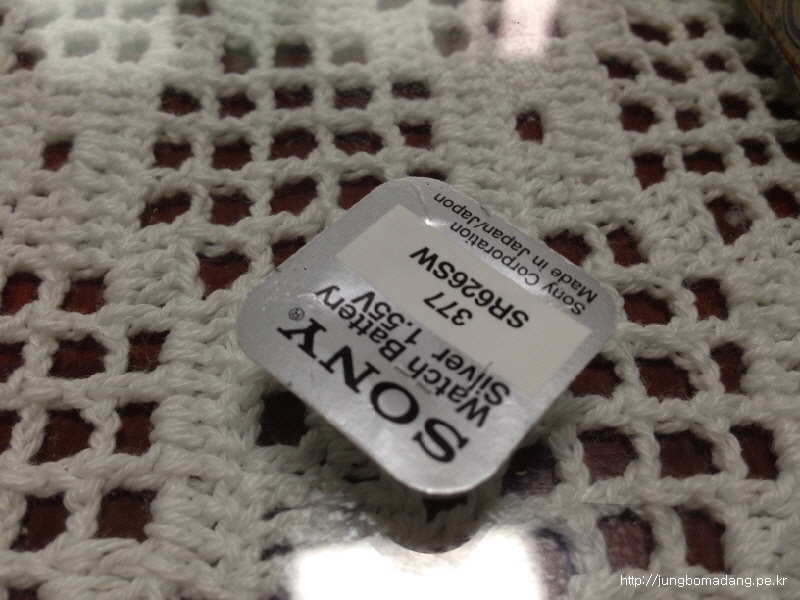 SONY®
Watch Battery
Silver 1.55V
377
SR626SW
Sony Corporation
Made in Japan/Japon
http://jungbomadang.pe.kr